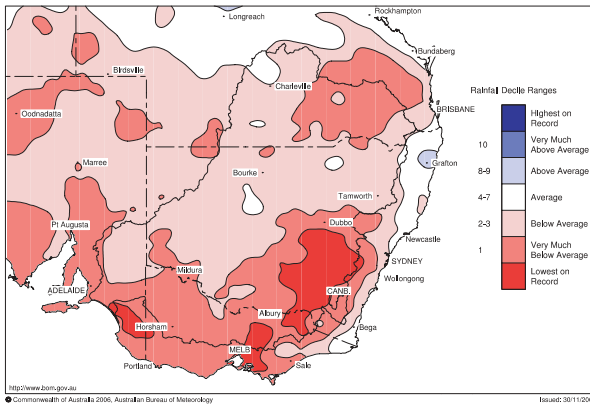 Longreach
Rockhampton
Bundaberg
Birdsville
Charleville
Oodnadatta
BRISBANE
Marree
Grafton
Bourke
Tamworth
Pt Augusta
Dubbo
Newcastle
Mildura
SYDNEY
Wollongong
ADELAIDE
CANB.
Albury
Horsham
Bega
MELB
Portland
Sale
Rainfall Decile Ranges
Highest on
Record
10 Very Much
Above Average
8-9 Above Average
4-7 Average
2-3 Below Average
1 Very Much
Below Average
Lowest on
Record
http://www.bom.gov.au
© Commonwealth of Australia 2006, Australian Bureau of Meteorology
Issued: 30/11/200